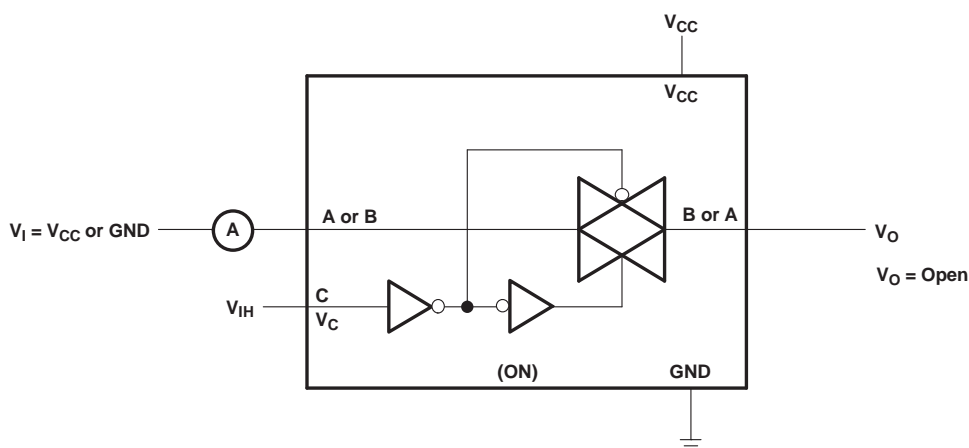 VCC
VCC
A or B
B or A
VI = VCC or GND
A
VO
VO = Open
VIH
C
VC
(ON)
GND